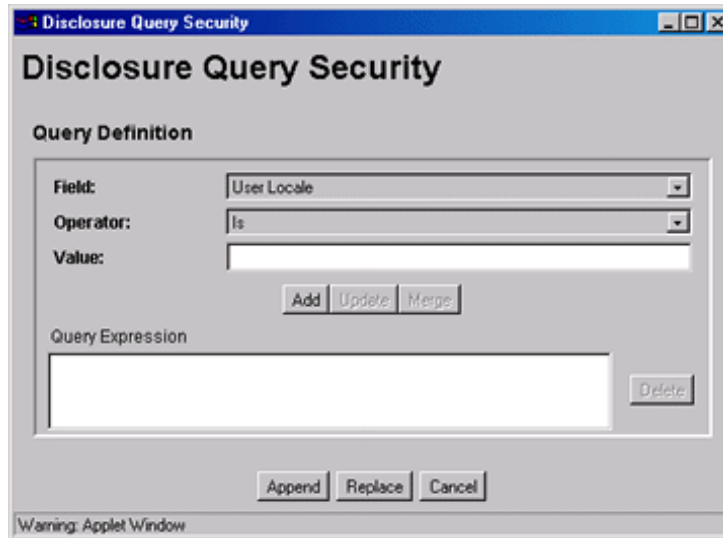 Disclosure Query Security
Disclosure Query Security
Query Definition
Field: User Locale
Operator: Is
Value:
Add Update Merge
Query Expression
Delete
Append Replace Cancel
Warning: Applet Window